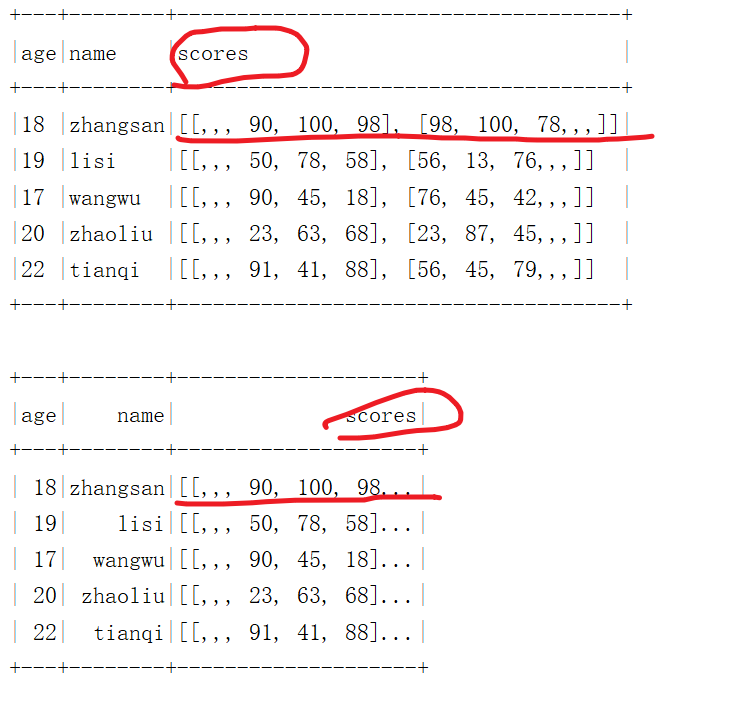 +---+--------+-------------------------------------+
|age|name    |scores                               |
+---+--------+-------------------------------------+
|18 |zhangsan|[[,,, 90, 100, 98], [98, 100, 78,,,]]|
|19 |lisi    |[[,,, 50, 78, 58], [56, 13, 76,,,]]  |
|17 |wangwu  |[[,,, 90, 45, 18], [76, 45, 42,,,]]  |
|20 |zhaoliu |[[,,, 23, 63, 68], [23, 87, 45,,,]]  |
|22 |tianqi  |[[,,, 91, 41, 88], [56, 45, 79,,,]]  |
+---+--------+-------------------------------------+
+---+--------+--------------------+
|age|    name|              scores|
+---+--------+--------------------+
| 18|zhangsan|[[,,, 90, 100, 98...|
| 19|    lisi|[[,,, 50, 78, 58]...|
| 17|  wangwu|[[,,, 90, 45, 18]...|
| 20| zhaoliu|[[,,, 23, 63, 68]...|
| 22|  tianqi|[[,,, 91, 41, 88]...|
+---+--------+--------------------+